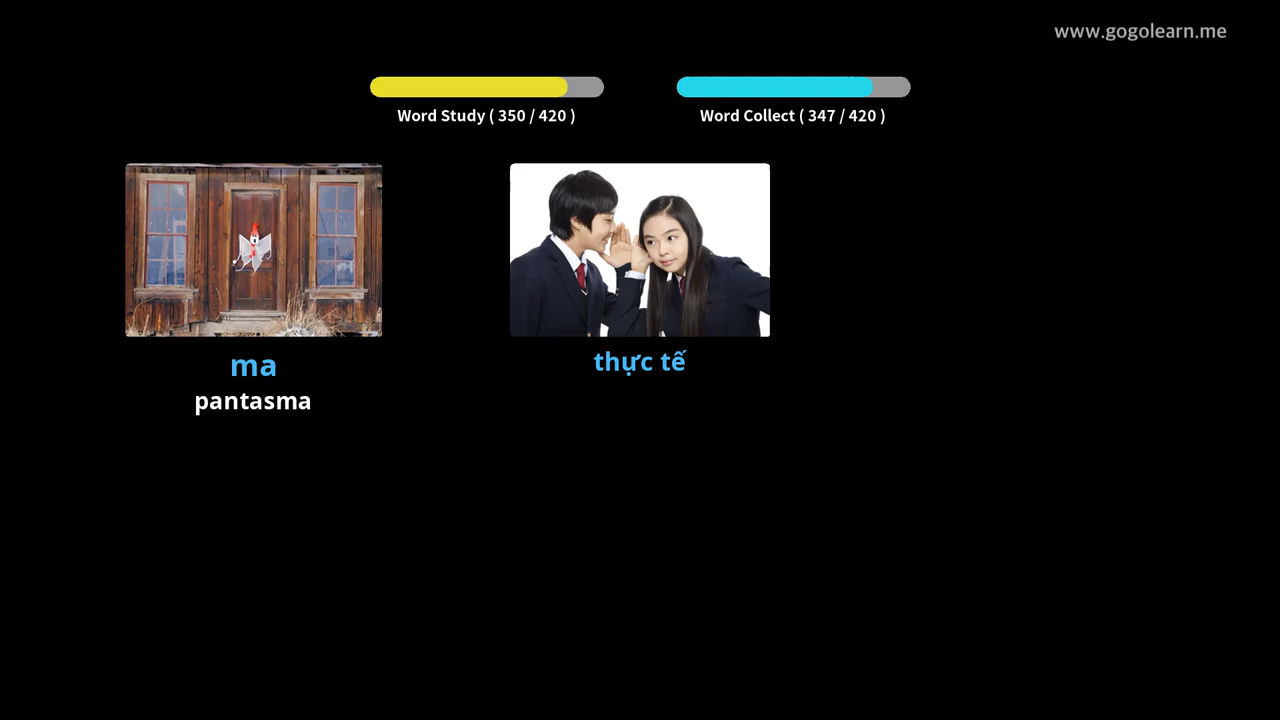 www.gogolearn.me
Word Study ( 350 / 420 )
Word Collect ( 347 / 420 )
ma
pantasma
thực tế